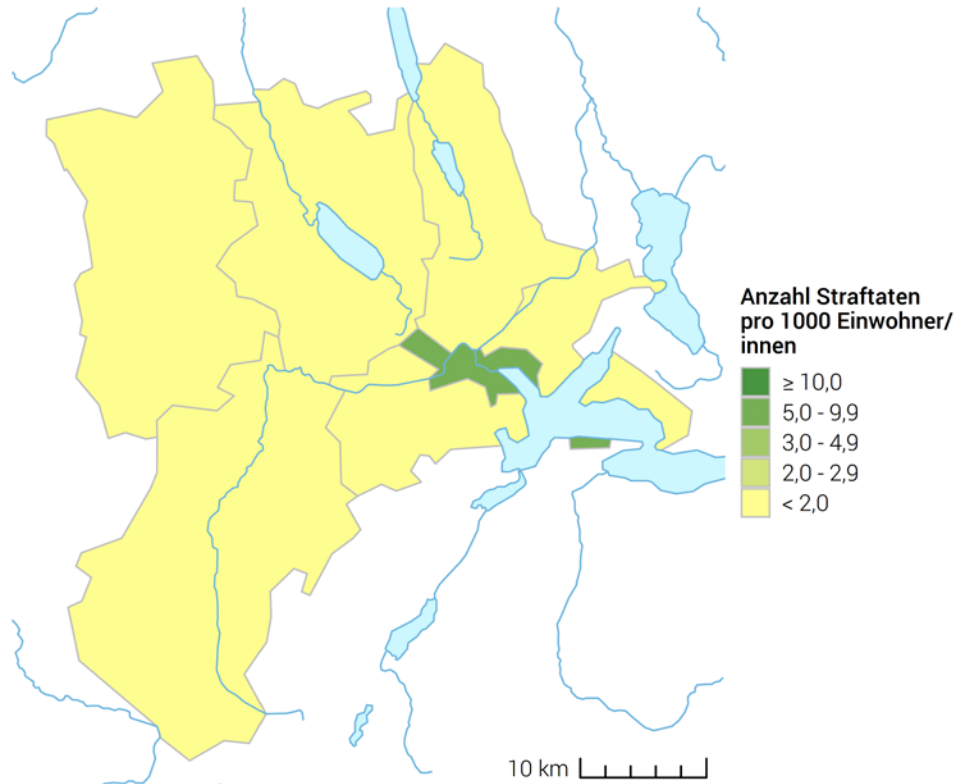 Anzahl Straftaten
pro 1000 Einwohner/
innen
≥ 10,0
5,0 - 9,9
3,0 - 4,9
2,0 - 2,9
< 2,0
10 km